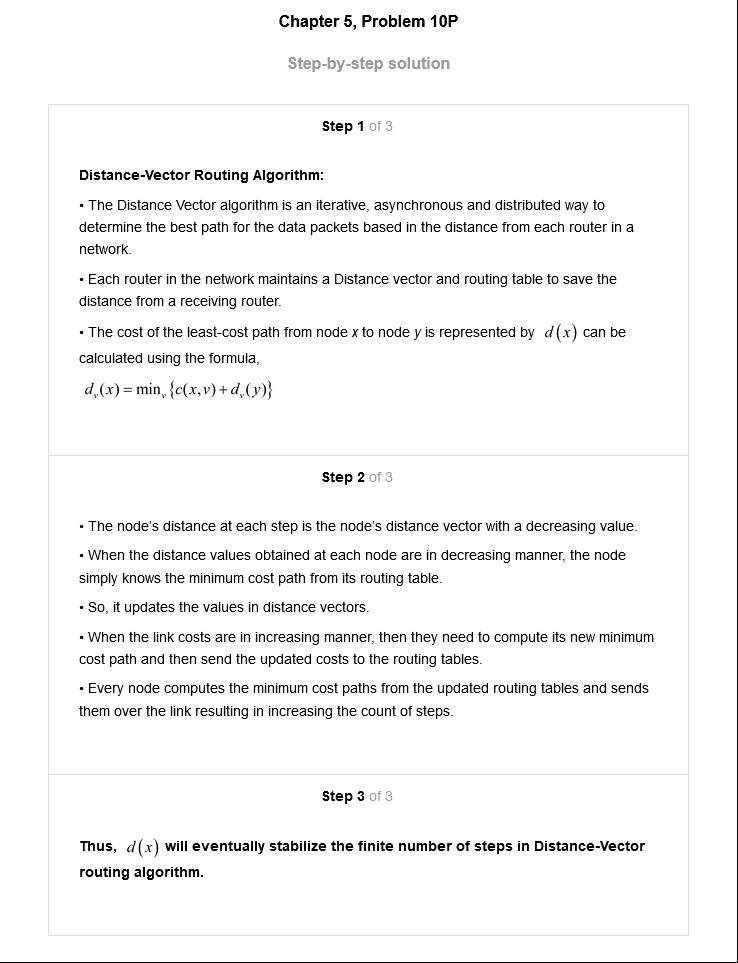 Chapter 5, Problem 10P
Step-by-step solution
Step 1 of 3
Distance-Vector Routing Algorithm:
• The Distance Vector algorithm is an iterative, asynchronous and distributed way to
determine the best path for the data packets based in the distance from each router in a
network.
• Each router in the network maintains a Distance vector and routing table to save the
distance from a receiving router.
• The cost of the least-cost path from node x to node y is represented by d(x) can be
calculated using the formula,
dᵥ(x) = minᵥ {c(x,v)+dᵥ(y)}
Step 2 of 3
• The node's distance at each step is the node's distance vector with a decreasing value.
• When the distance values obtained at each node are in decreasing manner, the node
simply knows the minimum cost path from its routing table.
• So, it updates the values in distance vectors.
• When the link costs are in increasing manner, then they need to compute its new minimum
cost path and then send the updated costs to the routing tables.
• Every node computes the minimum cost paths from the updated routing tables and sends
them over the link resulting in increasing the count of steps.
Step 3 of 3
Thus, d(x) will eventually stabilize the finite number of steps in Distance-Vector
routing algorithm.